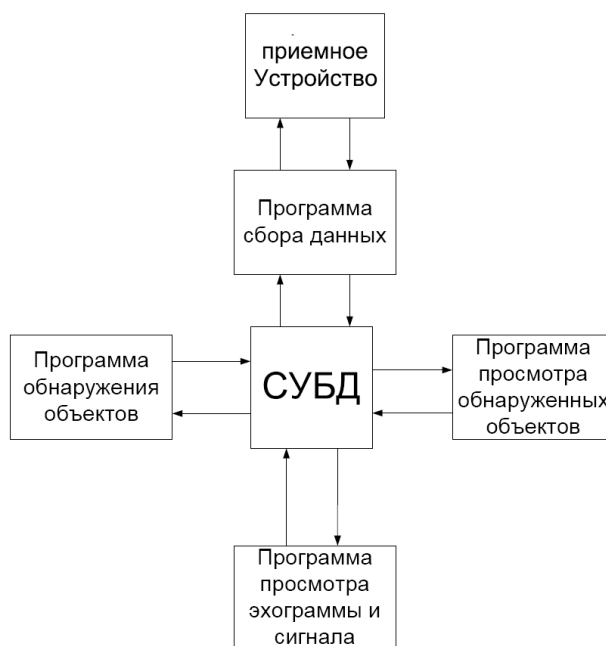 приемное
Устройство
Программа
сбора данных
Программа
обнаружения
объектов
СУБД
Программа
просмотра
обнаруженных
объектов
Программа
просмотра
эхограммы и
сигнала